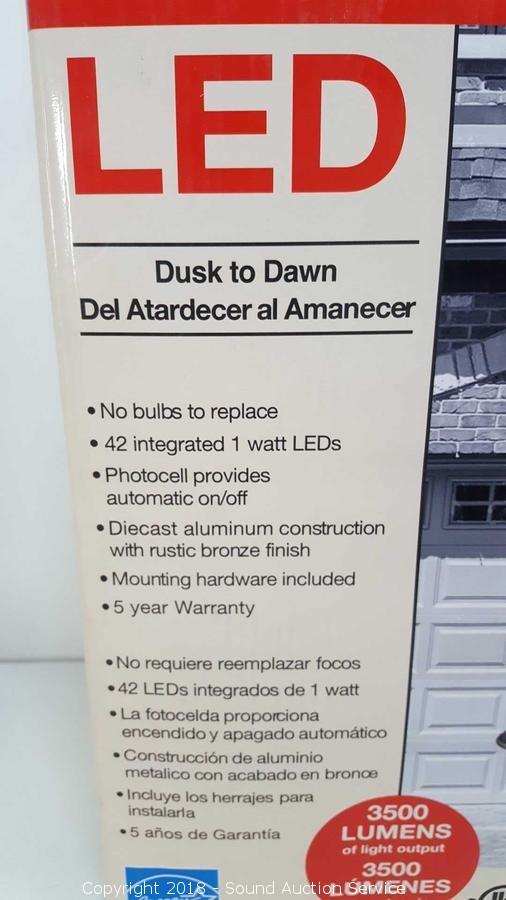 LED
Dusk to Dawn
Del Atardecer al Amanecer
• No bulbs to replace
• 42 integrated 1 watt LEDs
• Photocell provides
automatic on/off
• Diecast aluminum construction
with rustic bronze finish
• Mounting hardware included
• 5 year Warranty
• No requiere reemplazar focos
• 42 LEDs integrados de 1 watt
• La fotocelda proporciona
encendido y apagado automático
• Construcción de aluminio
metalico con acabado en bronce
• Incluye los herrajes para
instalarla
• 5 años de Garantía
3500
LUMENS
of light output
3500
LÚMENES
Copyright 2018 - Sound Auction Service